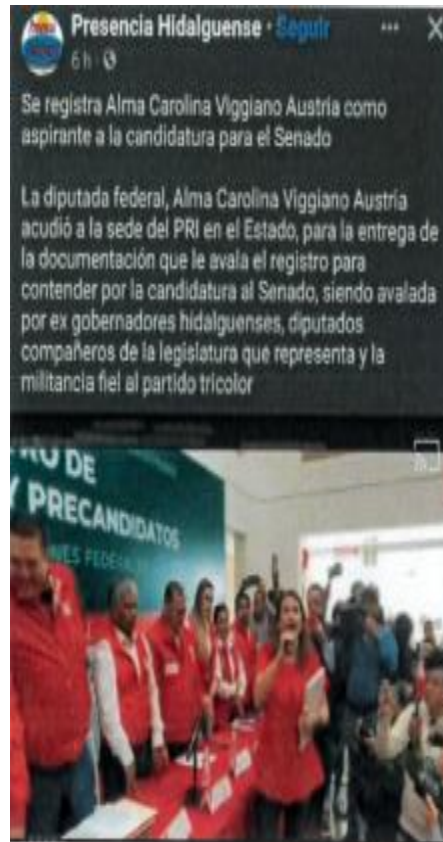 Presencia Hidalguense · Seguir
6 h
Se registra Alma Carolina Viggiano Austria como
aspirante a la candidatura para el Senado
La diputada federal, Alma Carolina Viggiano Austria
acudió a la sede del PRI en el Estado, para la entrega de
la documentación que le avala el registro para
contender por la candidatura al Senado, siendo avalada
por ex gobernadores hidalguenses, diputados
compañeros de la legislatura que representa y la
militancia fiel al partido tricolor
RO DE
Y PRECANDIDATOS
NES FEDERAL